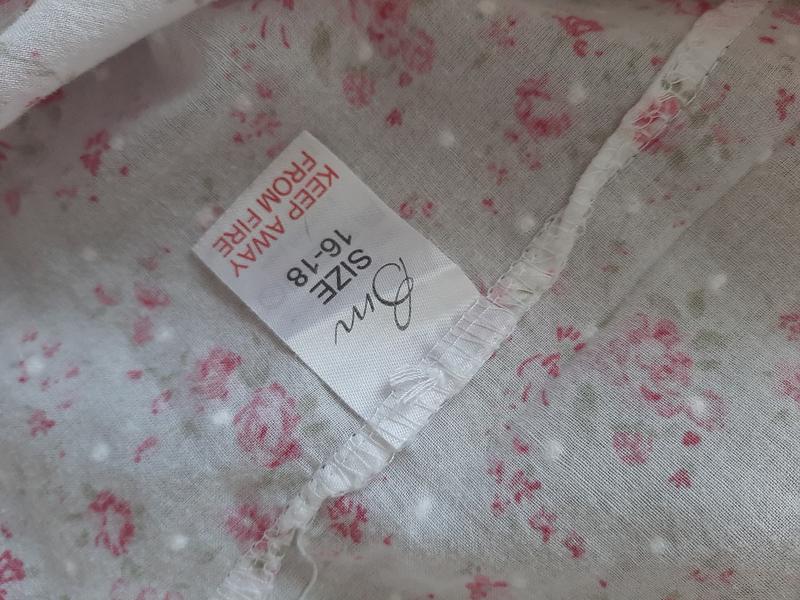 SIZE
16-18
KEEP AWAY
FROM FIRE